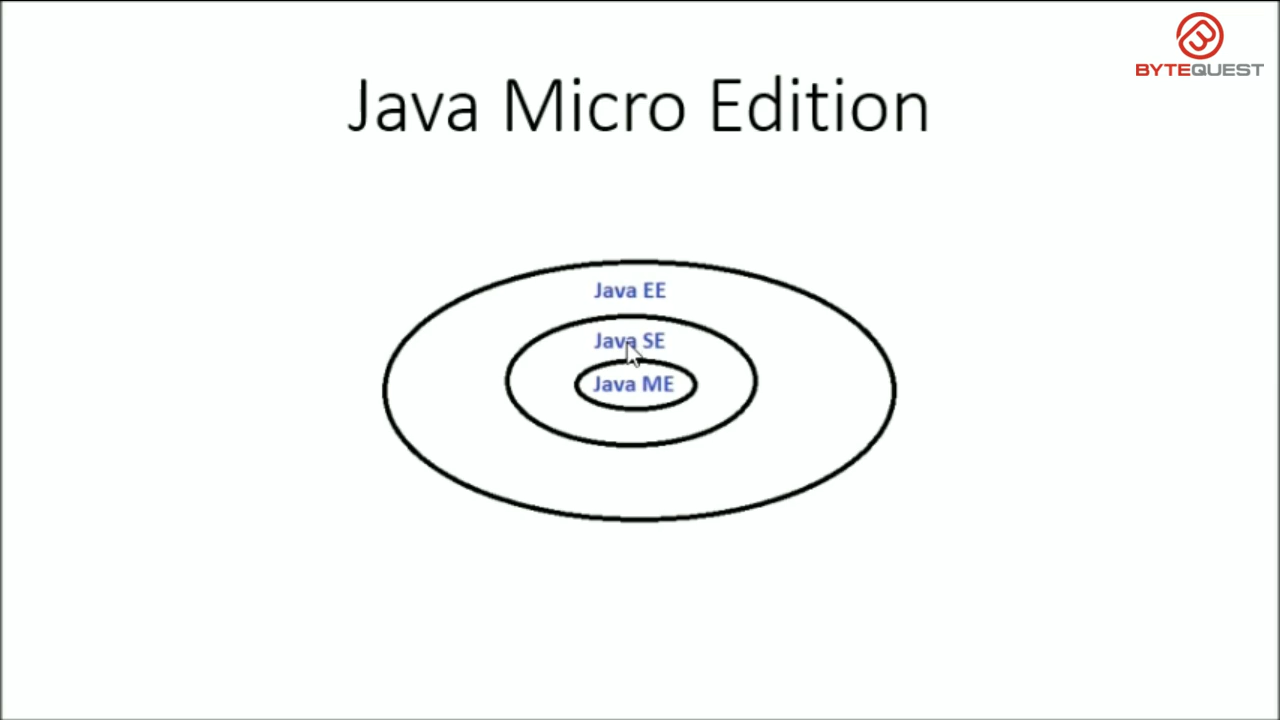 BYTEQUEST
Java Micro Edition
Java EE
Java SE
Java ME